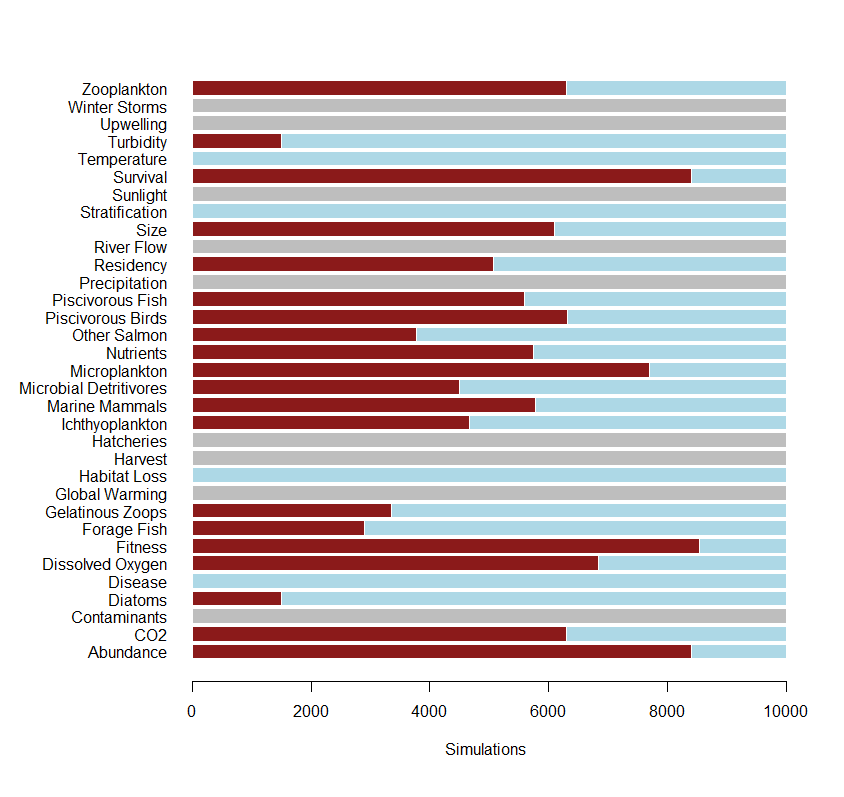 Zooplankton
Winter Storms
Upwelling
Turbidity
Temperature
Survival
Sunlight
Stratification
Size
River Flow
Residency
Precipitation
Piscivorous Fish
Piscivorous Birds
Other Salmon
Nutrients
Microplankton
Microbial Detritivores
Marine Mammals
Ichthyoplankton
Hatcheries
Harvest
Habitat Loss
Global Warming
Gelatinous Zoops
Forage Fish
Fitness
Dissolved Oxygen
Disease
Diatoms
Contaminants
CO2
Abundance
0 2000 4000 6000 8000 10000
Simulations